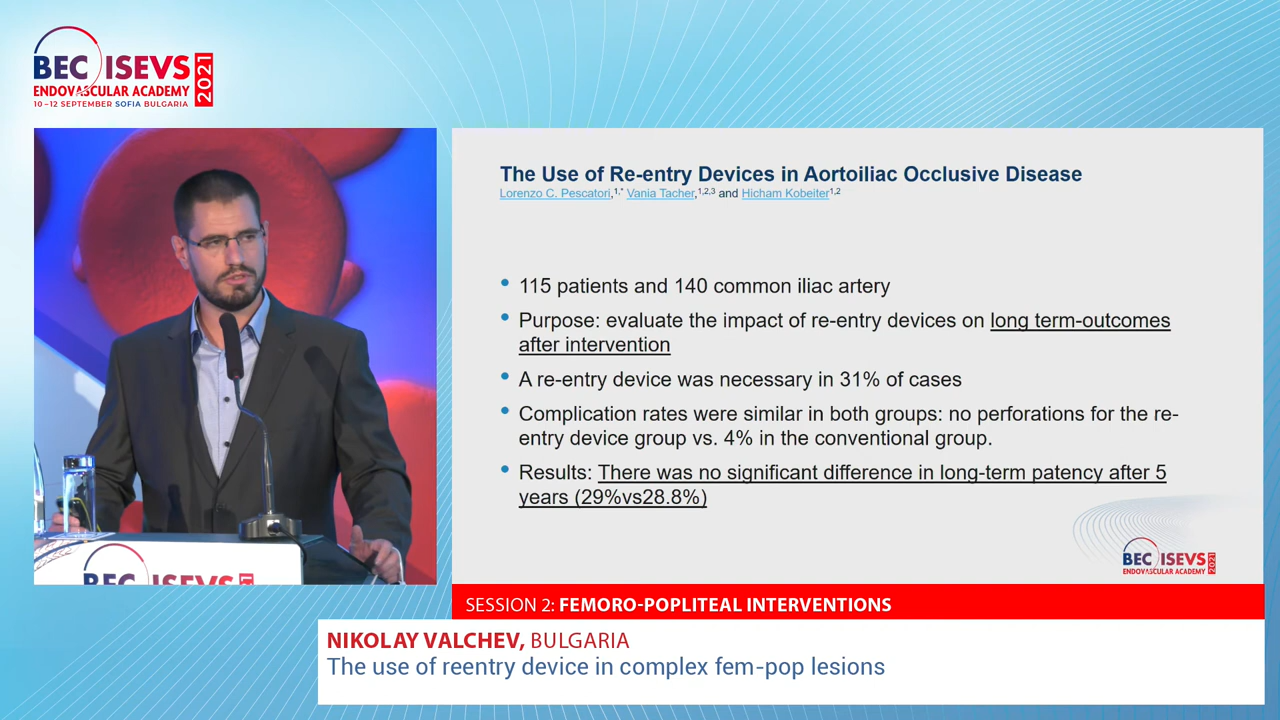 BEC ISEVS 2021
ENDOVASCULAR ACADEMY
10–12 SEPTEMBER SOFIA BULGARIA
The Use of Re-entry Devices in Aortoiliac Occlusive Disease
Lorenzo C. Pescatori,1,* Vania Tacher,1,2,3 and Hicham Kobeiter1,2
• 115 patients and 140 common iliac artery
• Purpose: evaluate the impact of re-entry devices on long term-outcomes
after intervention
• A re-entry device was necessary in 31% of cases
• Complication rates were similar in both groups: no perforations for the re-
entry device group vs. 4% in the conventional group.
• Results: There was no significant difference in long-term patency after 5
years (29%vs28.8%)
BEC ISEVS 2021
ENDOVASCULAR ACADEMY
BEC ISEVS
SESSION 2: FEMORO-POPLITEAL INTERVENTIONS
NIKOLAY VALCHEV, BULGARIA
The use of reentry device in complex fem-pop lesions